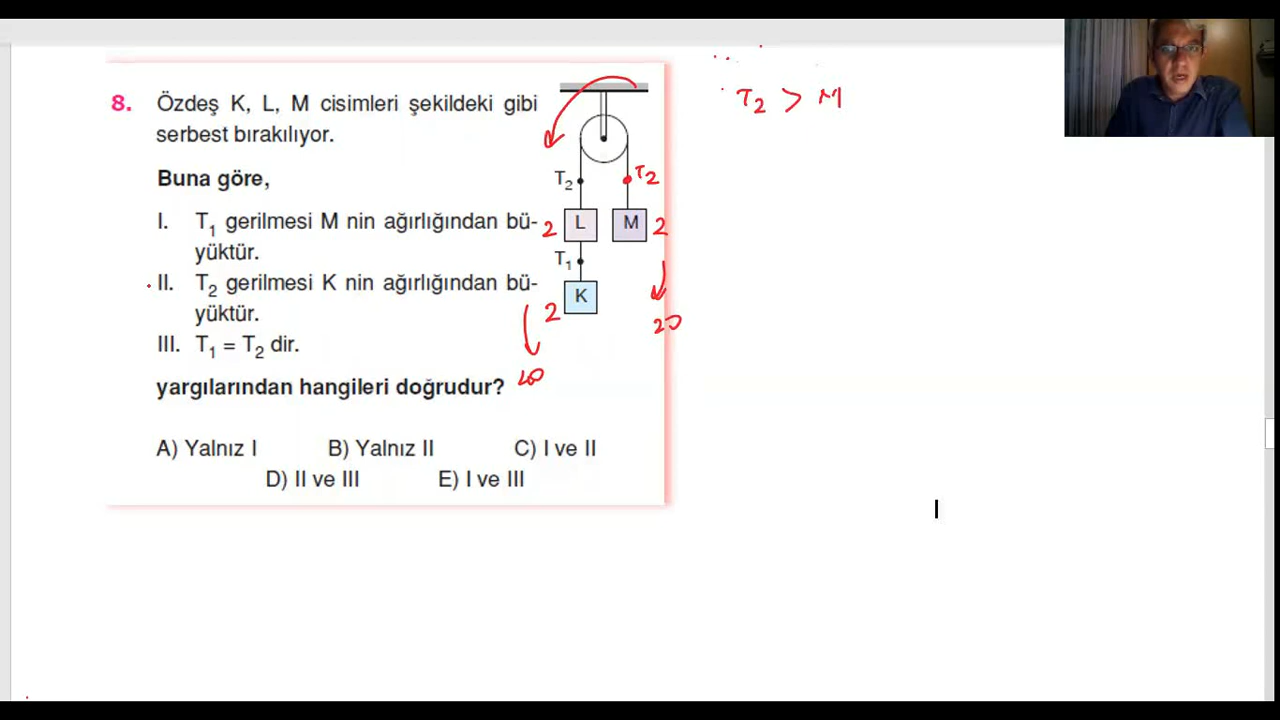 8. Özdeş K, L, M cisimleri şekildeki gibi
serbest bırakılıyor.
Buna göre,
I. T1 gerilmesi M nin ağırlığından bü-
yüktür.
II. T2 gerilmesi K nin ağırlığından bü-
yüktür.
III. T1 = T2 dir.
yargılarından hangileri doğrudur?
A) Yalnız I B) Yalnız II C) I ve II
D) II ve III E) I ve III
T2 T2
2 L M 2
T1
2 K
20
20
T2 > M